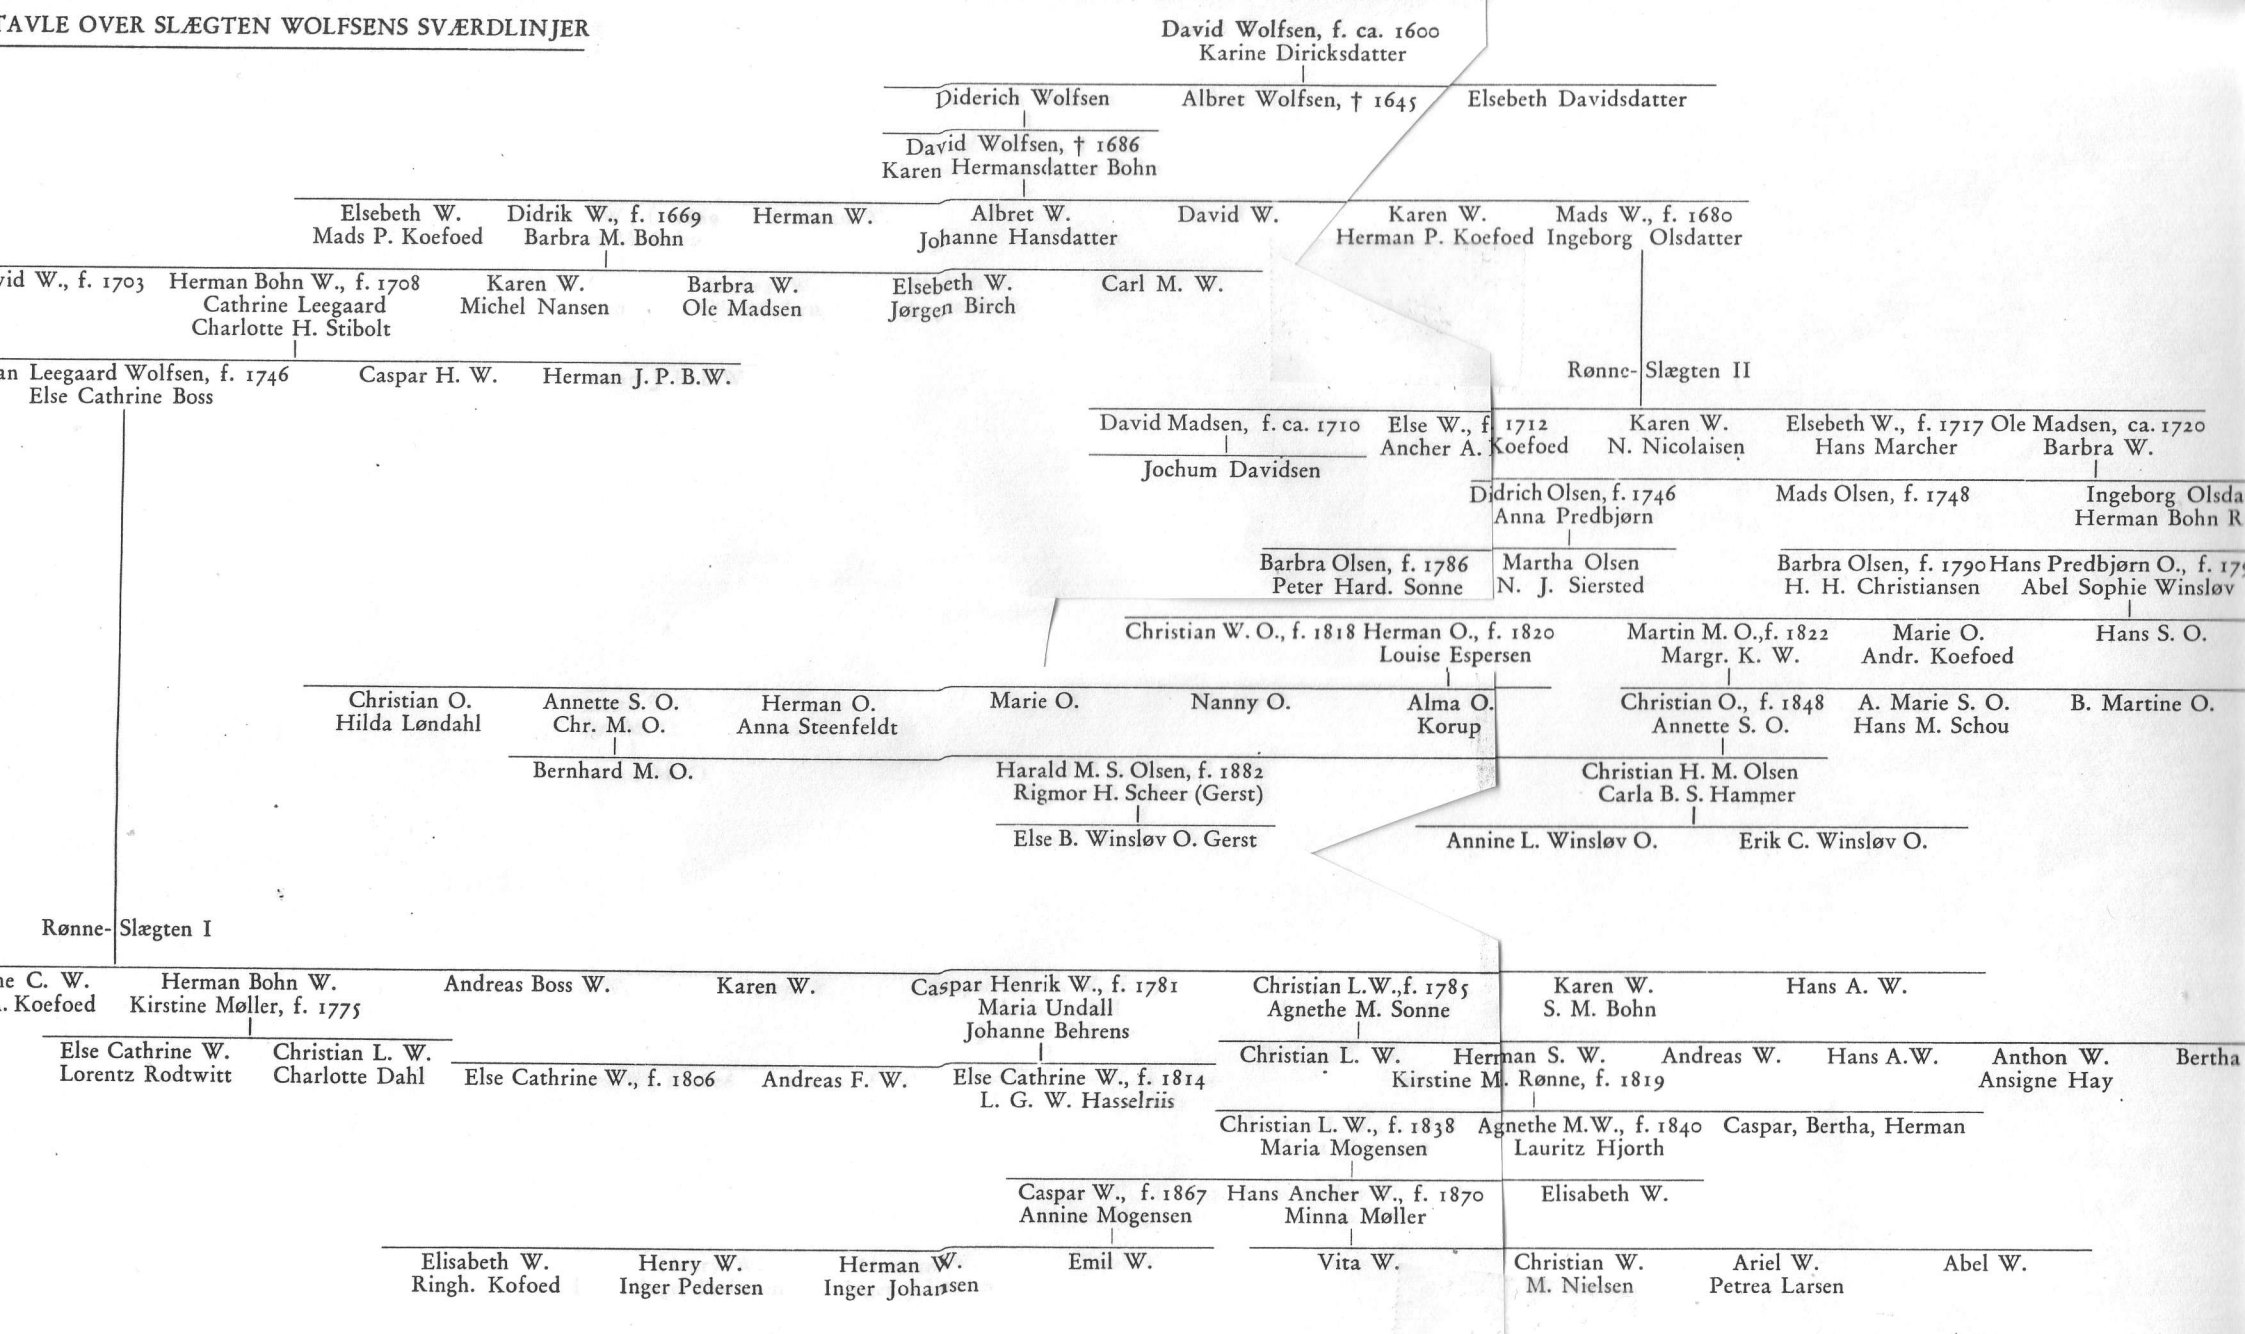 TAVLE OVER SLÆGTEN WOLFSENS SVÆRDLINJER
David Wolfsen, f. ca. 1600
Karine Diricksdatter
Diderich Wolfsen Albret Wolfsen, † 1645 Elsebeth Davidsdatter
David Wolfsen, † 1686
Karen Hermansdatter Bohn
Elsebeth W. Didrik W., f. 1669 Herman W. Albret W. David W. Karen W. Mads W., f. 1680
Mads P. Koefoed Barbra M. Bohn Johanne Hansdatter Herman P. Koefoed Ingeborg Olsdatter
vid W., f. 1703 Herman Bohn W., f. 1708 Karen W. Barbra W. Elsebeth W. Carl M. W.
Cathrine Leegaard Michel Nansen Ole Madsen Jørgen Birch
Charlotte H. Stibolt
an Leegaard Wolfsen, f. 1746 Caspar H. W. Herman J. P. B.W. Rønne-Slægten II
Else Cathrine Boss
David Madsen, f. ca. 1710 Else W., f. 1712 Karen W. Elsebeth W., f. 1717 Ole Madsen, ca. 1720
Ancher A. Koefoed N. Nicolaisen Hans Marcher Barbra W.
Jochum Davidsen
Didrich Olsen, f. 1746 Mads Olsen, f. 1748 Ingeborg Olsda
Anna Predbjørn Herman Bohn R
Barbra Olsen, f. 1786 Martha Olsen Barbra Olsen, f. 1790 Hans Predbjørn O., f. 179
Peter Hard. Sonne N. J. Siersted H. H. Christiansen Abel Sophie Winsløv
Christian W. O., f. 1818 Herman O., f. 1820 Martin M. O.,f. 1822 Marie O. Hans S. O.
Louise Espersen Margr. K. W. Andr. Koefoed
Christian O. Annette S. O. Herman O. Marie O. Nanny O. Alma O. Christian O., f. 1848 A. Marie S. O. B. Martine O.
Hilda Løndahl Chr. M. O. Anna Steenfeldt Korup Annette S. O. Hans M. Schou
Bernhard M. O. Harald M. S. Olsen, f. 1882 Christian H. M. Olsen
Rigmor H. Scheer (Gerst) Carla B. S. Hammer
Else B. Winsløv O. Gerst Annine L. Winsløv O. Erik C. Winsløv O.
Rønne-Slægten I
ne C. W. Herman Bohn W. Andreas Boss W. Karen W. Caspar Henrik W., f. 1781 Christian L.W.,f. 1785 Karen W. Hans A. W.
. Koefoed Kirstine Møller, f. 1775 Maria Undall Agnethe M. Sonne S. M. Bohn
Johanne Behrens
Else Cathrine W. Christian L. W. Christian L. W. Herman S. W. Andreas W. Hans A.W. Anthon W. Bertha
Lorentz Rodtwitt Charlotte Dahl Else Cathrine W., f. 1806 Andreas F. W. Else Cathrine W., f. 1814 Kirstine M. Rønne, f. 1819 Ansigne Hay
L. G. W. Hasselriis
Christian L. W., f. 1838 Agnethe M.W., f. 1840 Caspar, Bertha, Herman
Maria Mogensen Lauritz Hjorth
Caspar W., f. 1867 Hans Ancher W., f. 1870 Elisabeth W.
Annine Mogensen Minna Møller
Elisabeth W. Henry W. Herman W. Emil W. Vita W. Christian W. Ariel W. Abel W.
Ringh. Kofoed Inger Pedersen Inger Johansen M. Nielsen Petrea Larsen